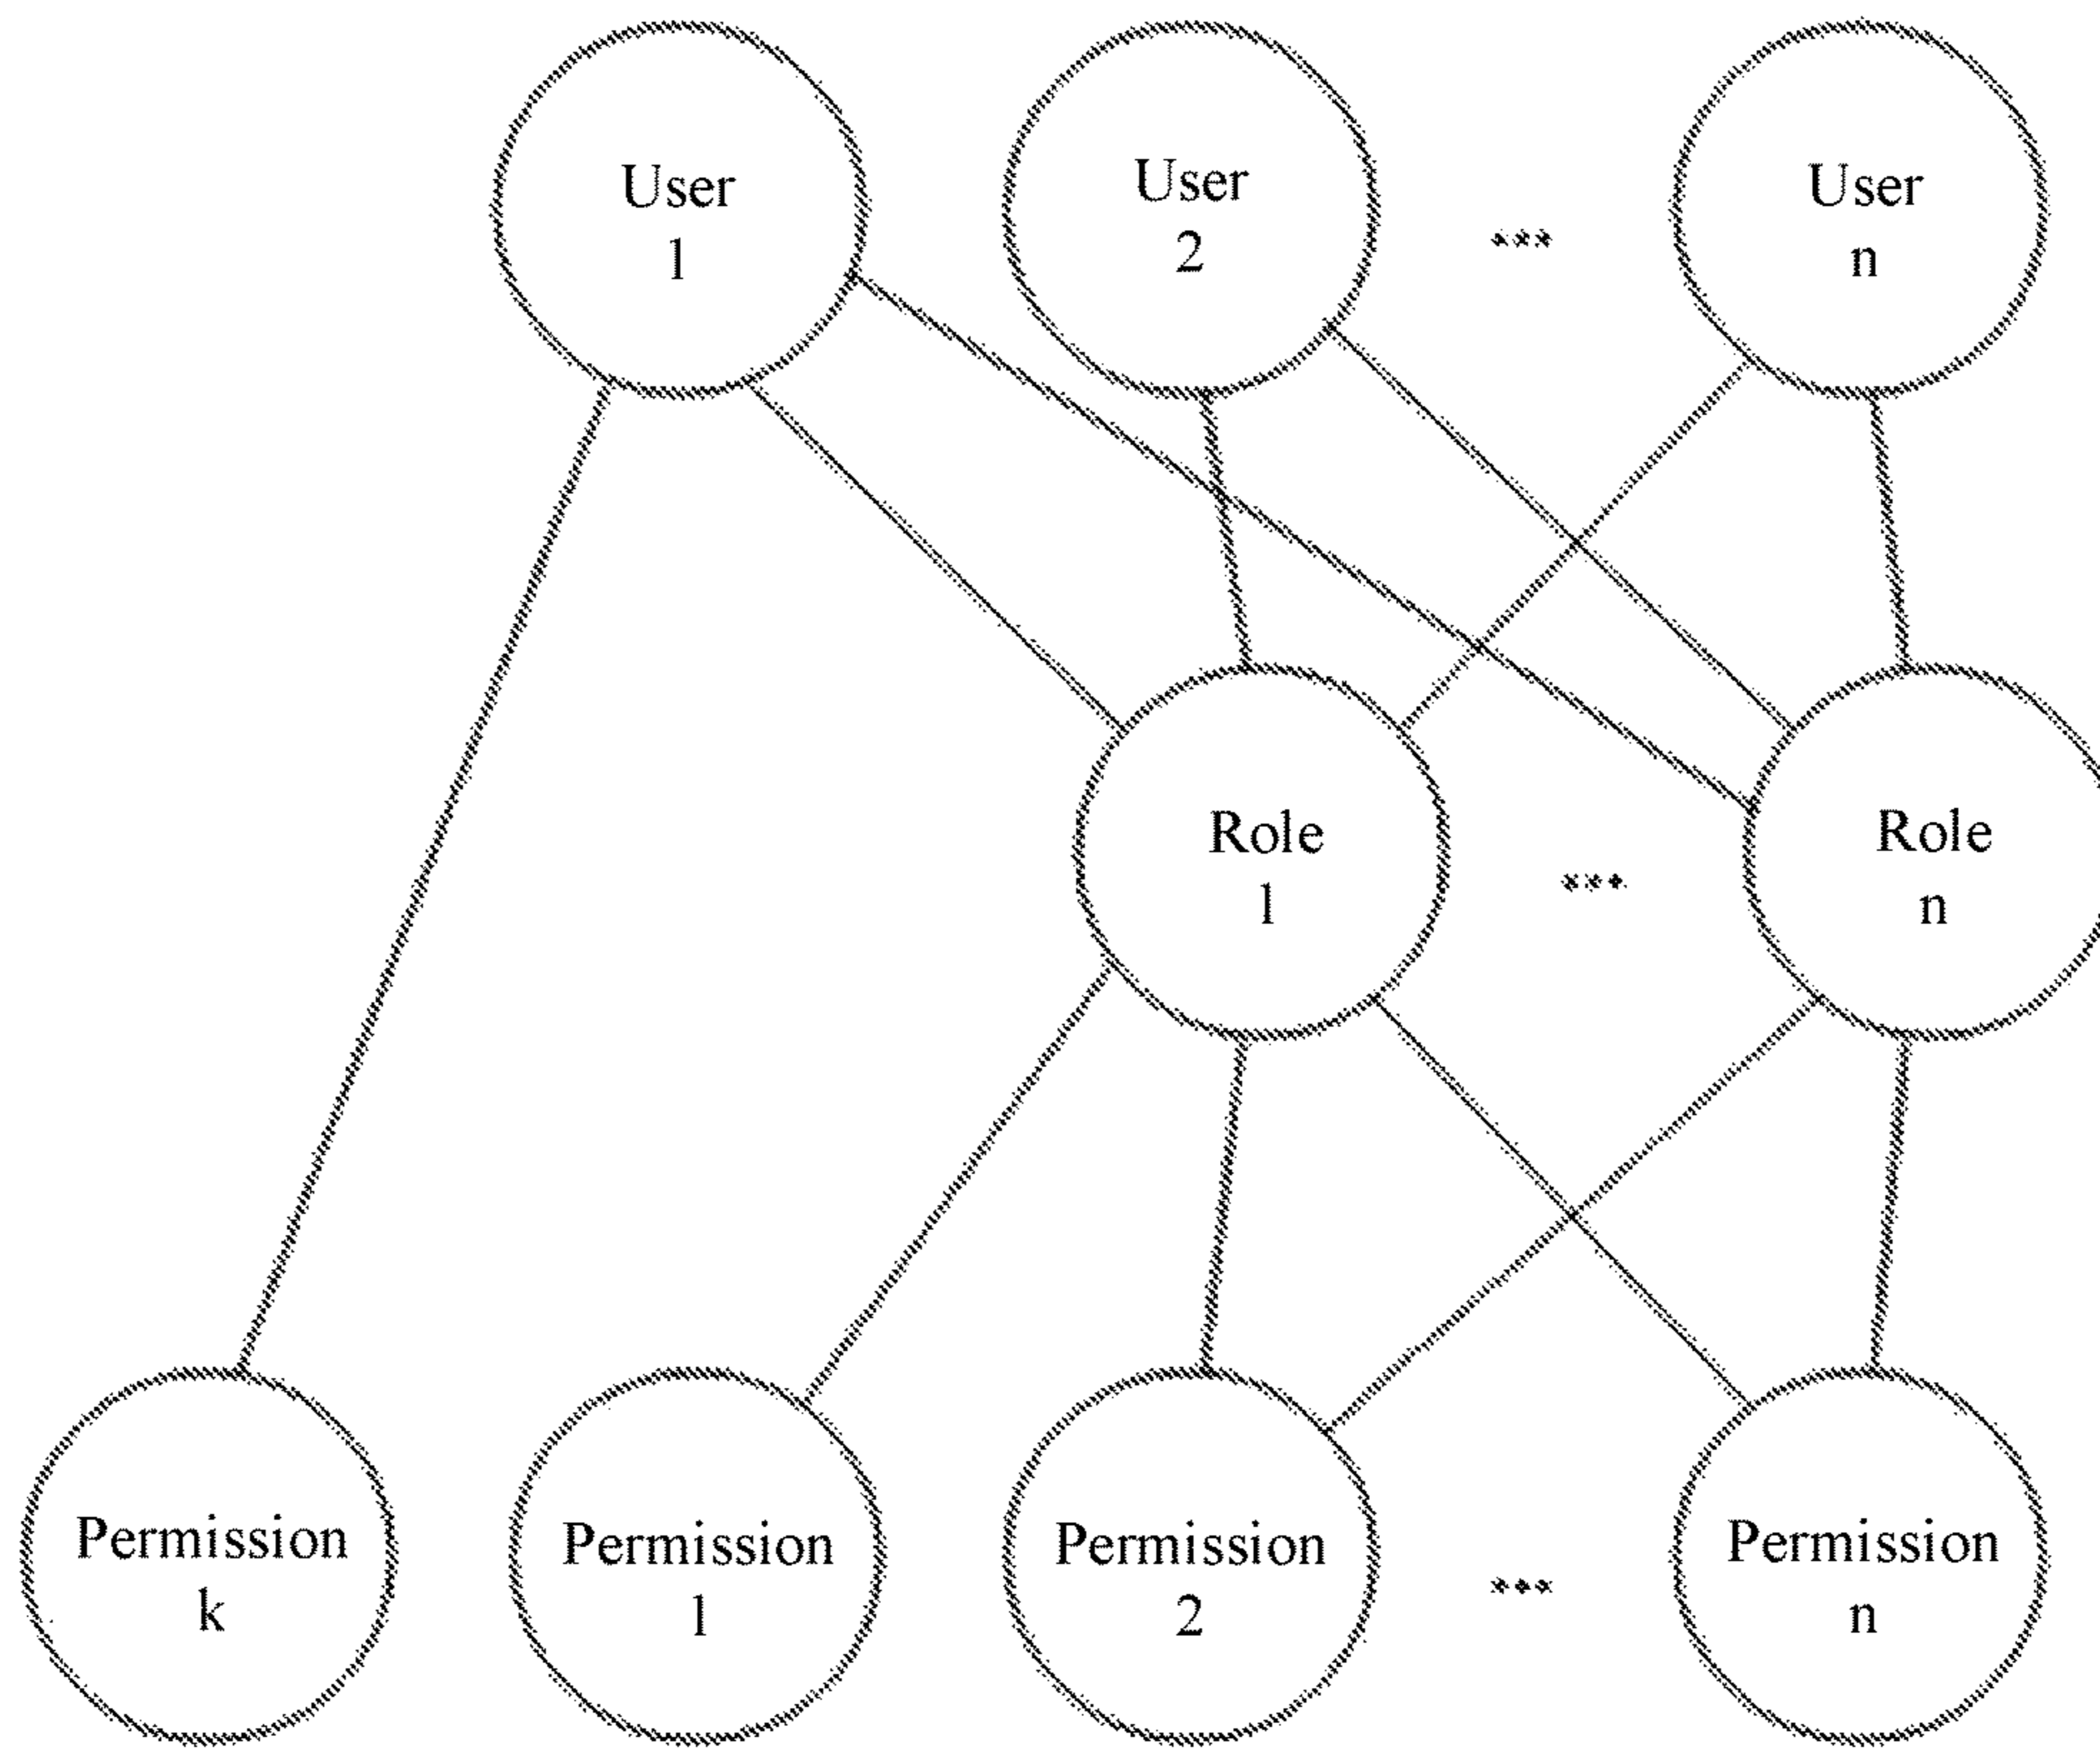 User
1
User
2
...
User
n
Role
1
...
Role
n
Permission
k
Permission
1
Permission
2
...
Permission
n